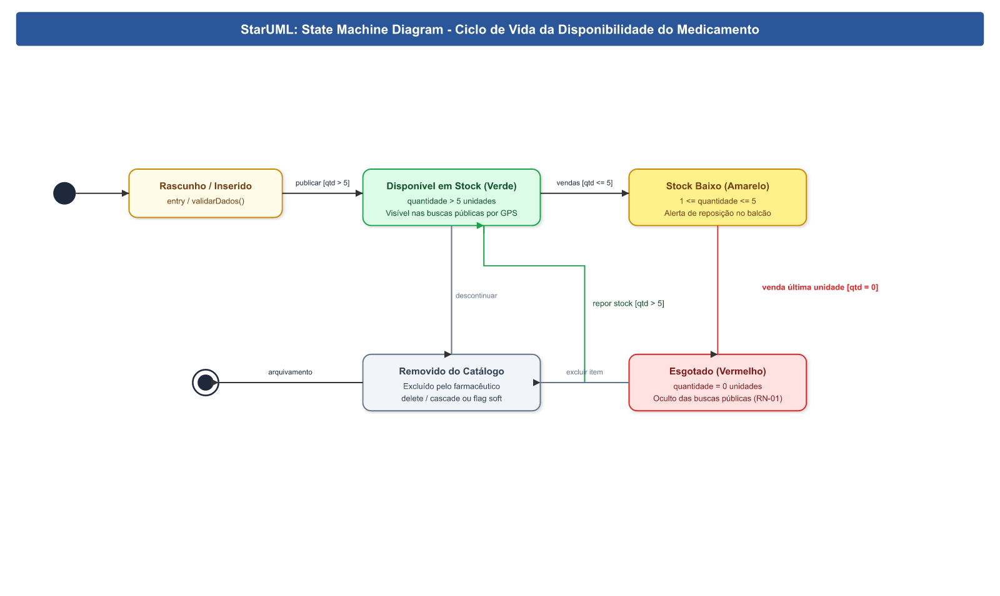 StarUML: State Machine Diagram - Ciclo de Vida da Disponibilidade do Medicamento
Rascunho / Inserido
entry / validarDados()
publicar [qtd > 5]
Disponível em Stock (Verde)
quantidade > 5 unidades
Visível nas buscas públicas por GPS
vendas [qtd <= 5]
Stock Baixo (Amarelo)
1 <= quantidade <= 5
Alerta de reposição no balcão
descontinuar
repor stock [qtd > 5]
venda última unidade [qtd = 0]
arquivamento
Removido do Catálogo
Excluído pelo farmacêutico
delete / cascade ou flag soft
excluir item
Esgotado (Vermelho)
quantidade = 0 unidades
Oculto das buscas públicas (RN-01)